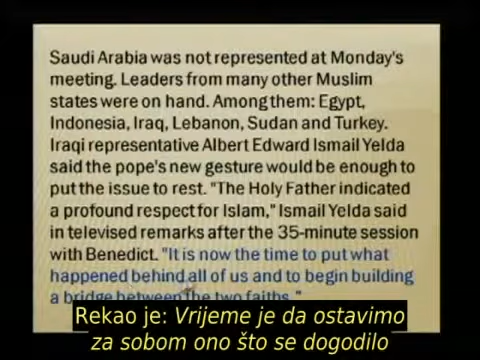 Saudi Arabia was not represented at Monday's
meeting. Leaders from many other Muslim
states were on hand. Among them: Egypt,
Indonesia, Iraq, Lebanon, Sudan and Turkey.
Iraqi representative Albert Edward Ismail Yelda
said the pope's new gesture would be enough to
put the issue to rest. "The Holy Father indicated
a profound respect for Islam," Ismail Yelda said
in televised remarks after the 35-minute session
with Benedict. "It is now the time to put what
happened behind all of us and to begin building
a bridge between the two faiths."
Rekao je: Vrijeme je da ostavimo
za sobom ono što se dogodilo